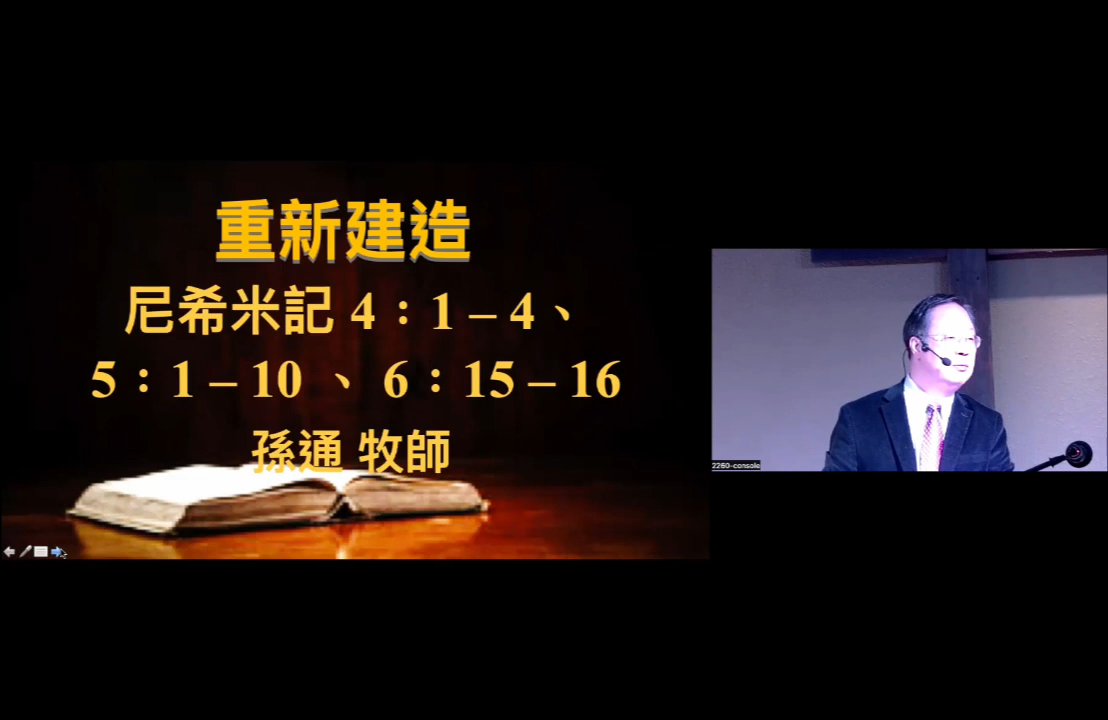 重新建造
尼希米記 4：1 – 4、
5：1 – 10 、 6：15 – 16
孫通 牧師
2260-console